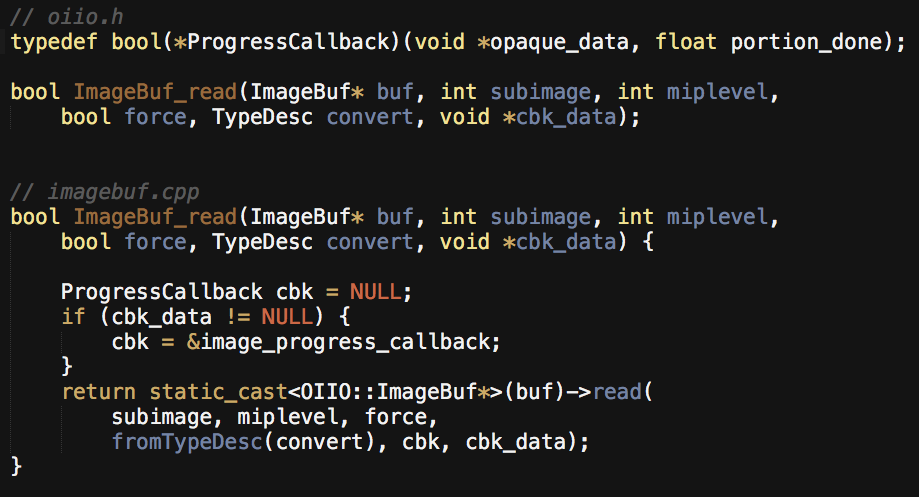 // oiio.h
typedef bool(*ProgressCallback)(void *opaque_data, float portion_done);
bool ImageBuf_read(ImageBuf* buf, int subimage, int miplevel,
bool force, TypeDesc convert, void *cbk_data);
// imagebuf.cpp
bool ImageBuf_read(ImageBuf* buf, int subimage, int miplevel,
bool force, TypeDesc convert, void *cbk_data) {
ProgressCallback cbk = NULL;
if (cbk_data != NULL) {
cbk = &image_progress_callback;
}
return static_cast<OIIO::ImageBuf*>(buf)->read(
subimage, miplevel, force,
fromTypeDesc(convert), cbk, cbk_data);
}